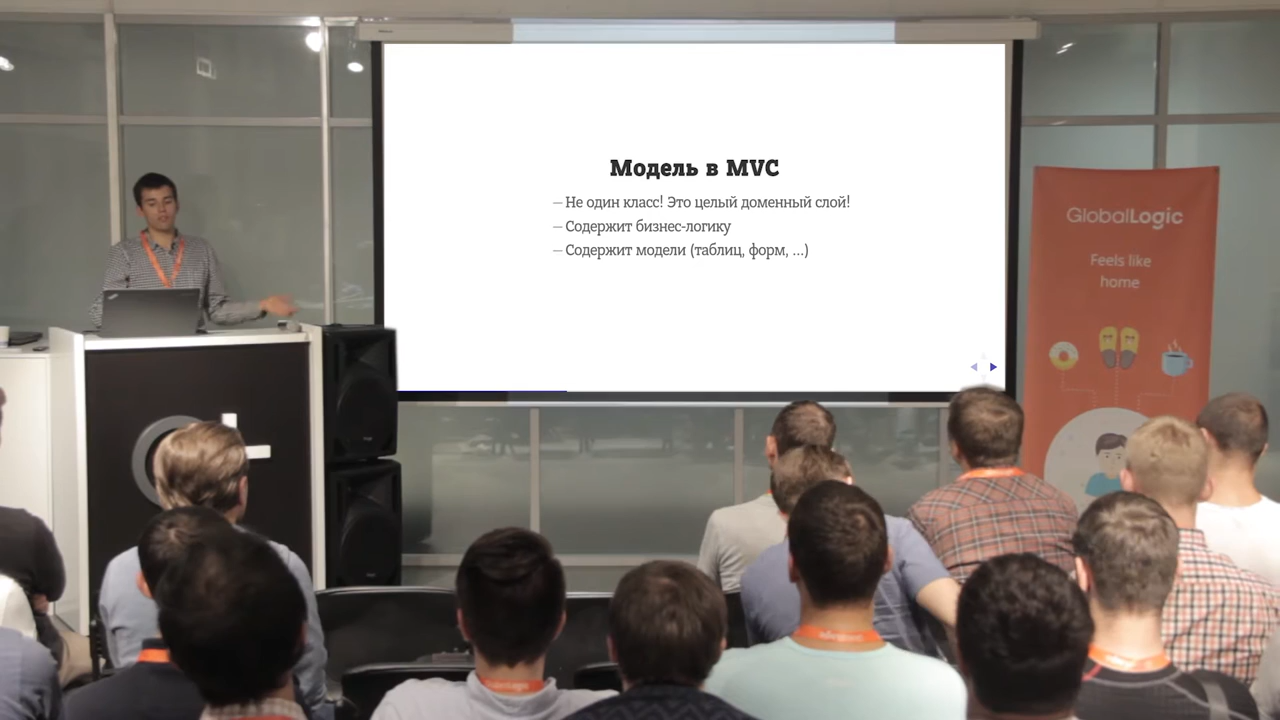 Модель в MVC
— Не один класс! Это целый доменный слой!
— Содержит бизнес-логику
— Содержит модели (таблиц, форм, ...)
GlobalLogic
Feels like
home